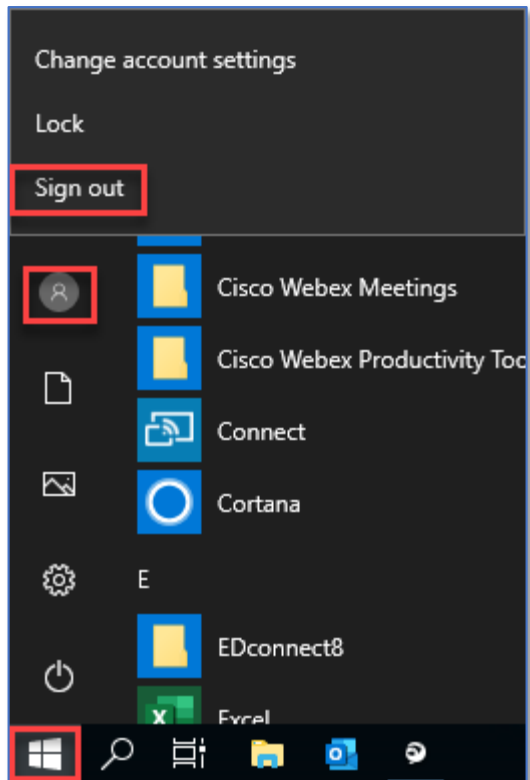 Change account settings
Lock
Sign out
Cisco Webex Meetings
Cisco Webex Productivity Too
Connect
Cortana
E
EDconnect8
Excel